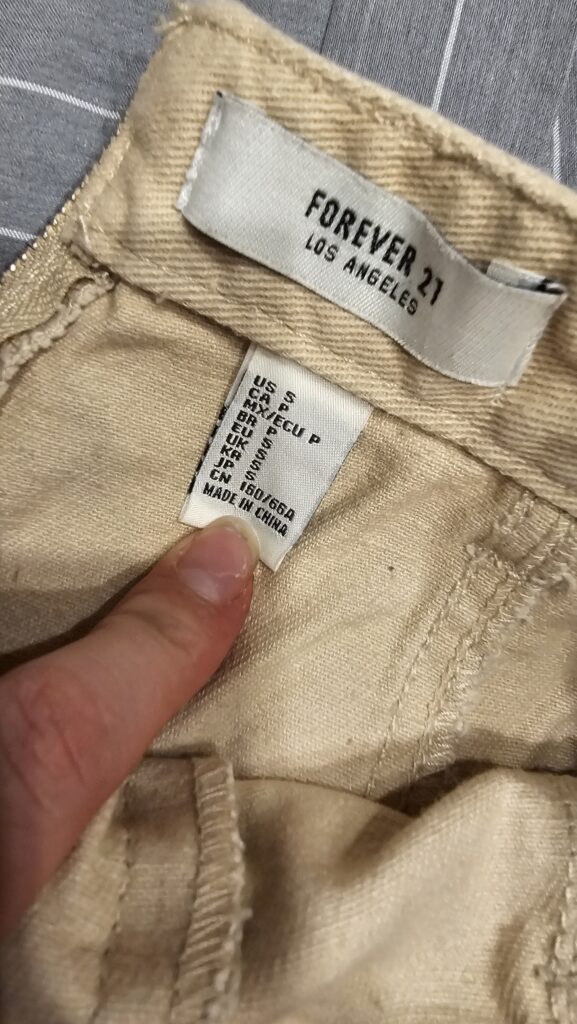 FOREVER 21
LOS ANGELES
US S
CA P
MX/ECU P
BR P
EU S
UK S
KR S
JP S
CN 160/66A
MADE IN CHINA